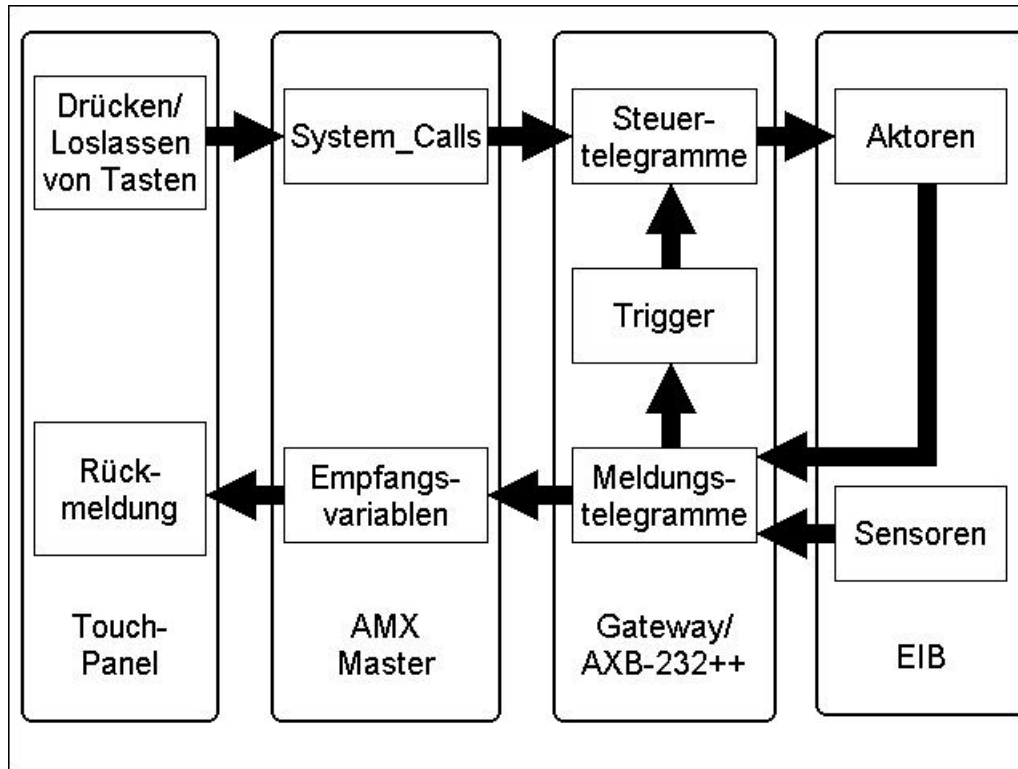 Drücken/
Loslassen
von Tasten
System_Calls
Steuer-
telegramme
Aktoren
Trigger
Rück-
meldung
Empfangs-
variablen
Meldungs-
telegramme
Sensoren
Touch-
Panel
AMX
Master
Gateway/
AXB-232++
EIB